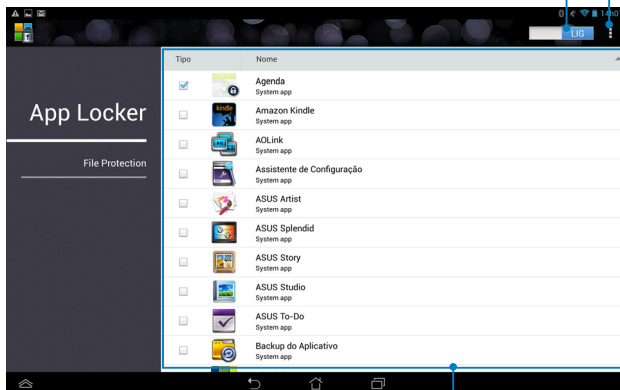 14h07
LIG
Tipo Nome
App Locker
File Protection
Agenda
System app
kindle
Amazon Kindle
System app
AOLink
System app
Assistente de Configuração
System app
ASUS Artist
System app
ASUS Splendid
System app
ASUS Story
System app
ASUS Studio
System app
ASUS To-Do
System app
Backup do Aplicativo
System app